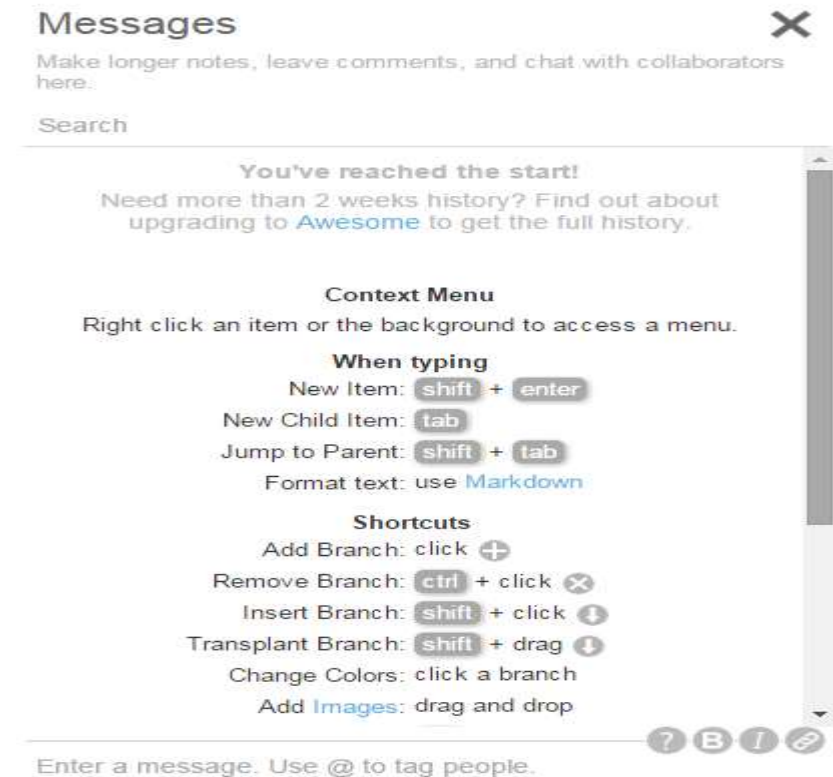 Messages
Make longer notes, leave comments, and chat with collaborators
here.
Search
You've reached the start!
Need more than 2 weeks history? Find out about
upgrading to Awesome to get the full history.
Context Menu
Right click an item or the background to access a menu.
When typing
New Item: shift + enter
New Child Item: tab
Jump to Parent: shift + tab
Format text: use Markdown
Shortcuts
Add Branch: click
Remove Branch: ctrl + click
Insert Branch: shift + click
Transplant Branch: shift + drag
Change Colors: click a branch
Add Images: drag and drop
? B I
Enter a message. Use @ to tag people.